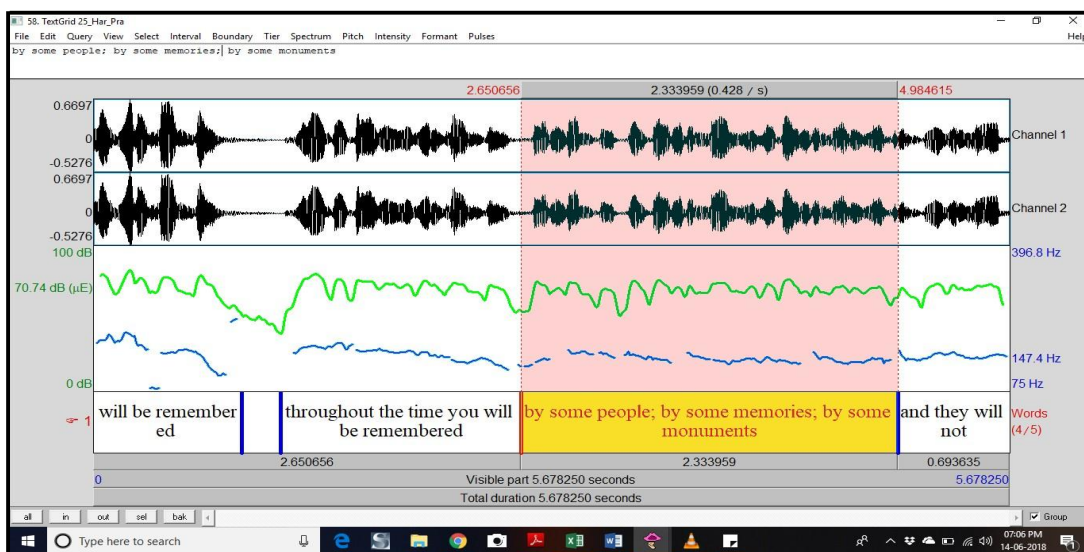 58. TextGrid 25_Har_Pra
File Edit Query View Select Interval Boundary Tier Spectrum Pitch Intensity Formant Pulses Help
by some people; by some memories; by some monuments
2.650656 2.333959 (0.428 / s) 4.984615
0.6697
0
-0.5276
Channel 1
0.6697
0
-0.5276
Channel 2
100 dB 396.8 Hz
70.74 dB (µE)
147.4 Hz
0 dB 75 Hz
1
will be remember
ed
throughout the time you will
be remembered
by some people; by some memories; by some
monuments
and they will
not
Words
(4/5)
2.650656 2.333959 0.693635
0 Visible part 5.678250 seconds 5.678250
Total duration 5.678250 seconds
all in out sel bak Group
Type here to search
07:06 PM
14-06-2018